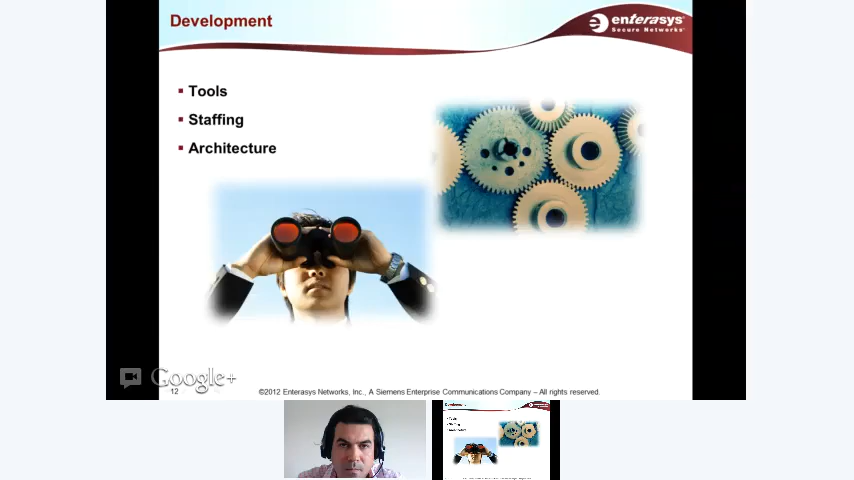 Development
enterasys
Secure Networks
Tools
Staffing
Architecture
Google+
12
©2012 Enterasys Networks, Inc., A Siemens Enterprise Communications Company – All rights reserved.